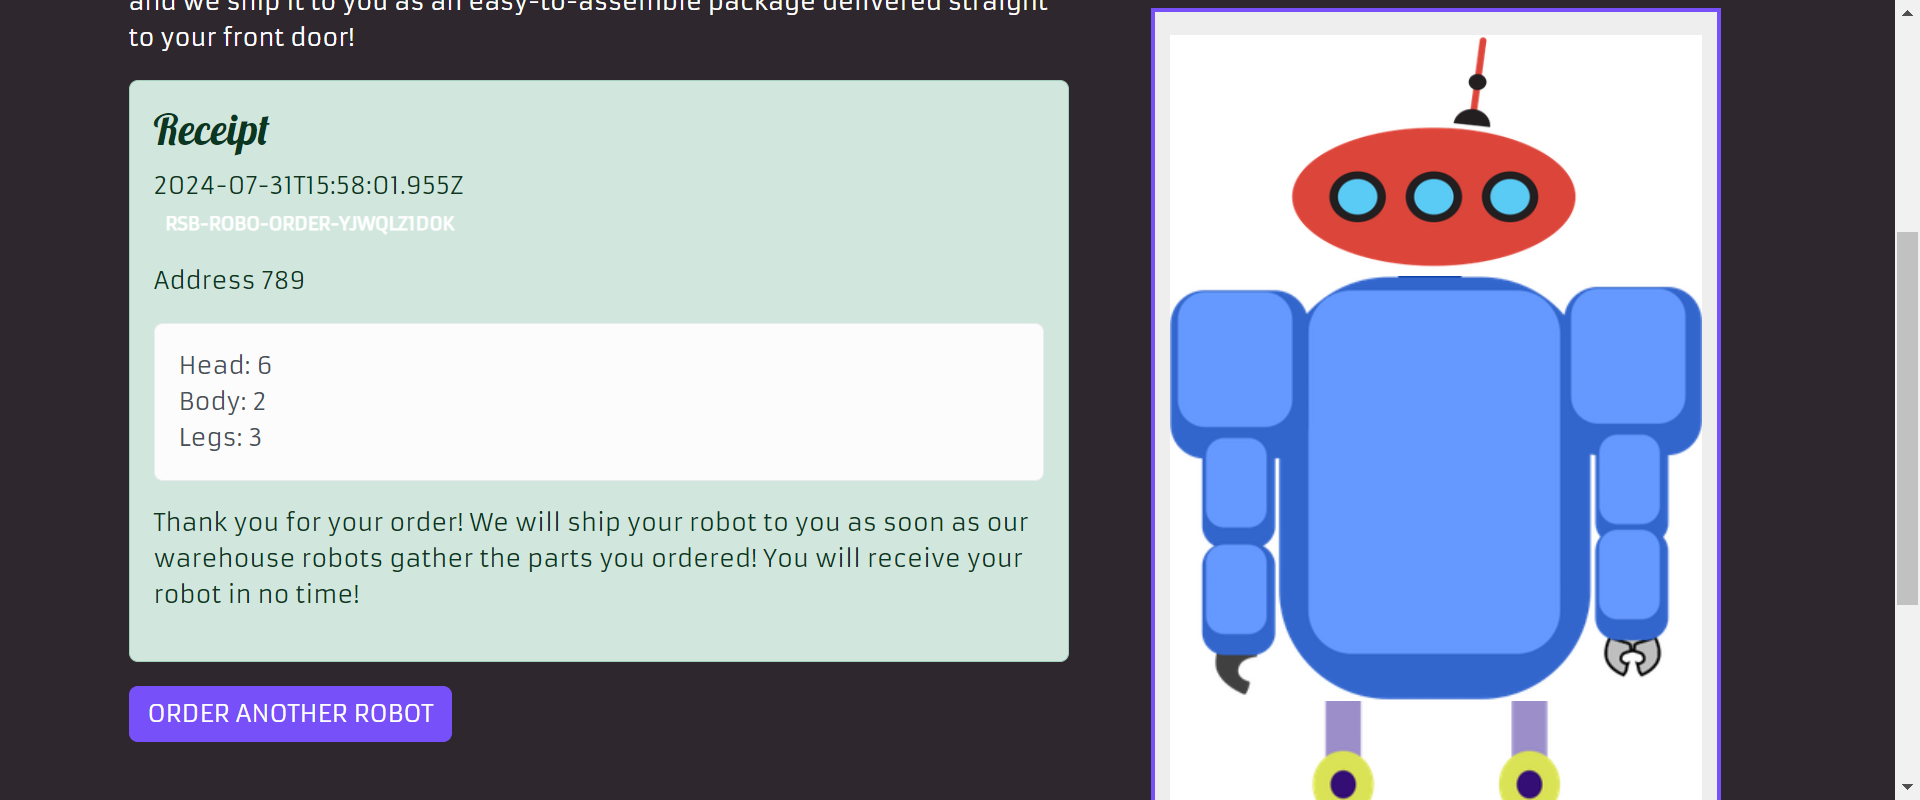 and we ship it to you as an easy-to-assemble package delivered straight
to your front door!
Receipt
2024-07-31T15:58:01.955Z
RSB-ROBO-ORDER-YJWQLZ1DOK
Address 789
Head: 6
Body: 2
Legs: 3
Thank you for your order! We will ship your robot to you as soon as our
warehouse robots gather the parts you ordered! You will receive your
robot in no time!
ORDER ANOTHER ROBOT